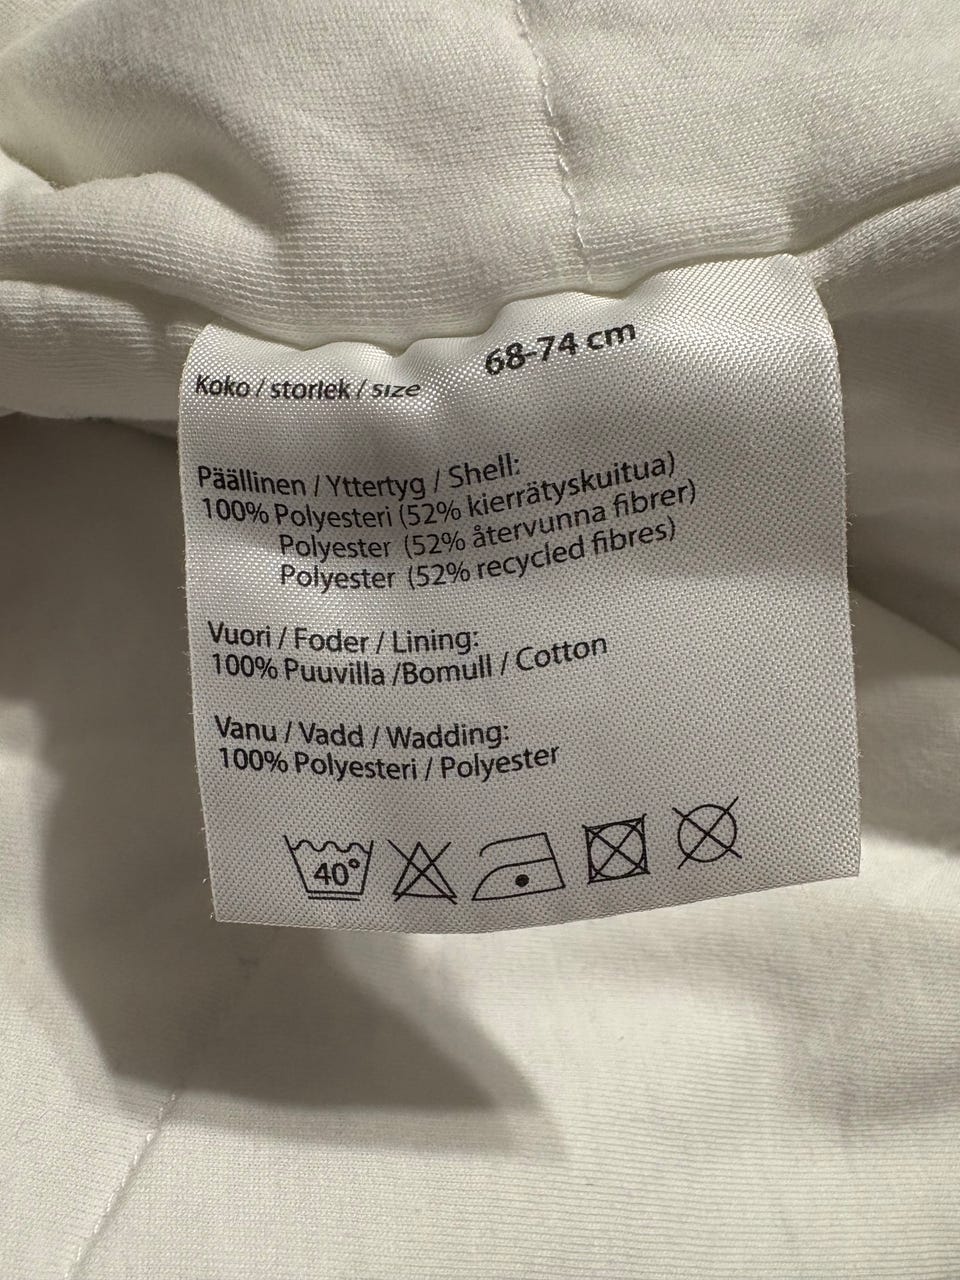 68-74 cm
Koko / storlek / size
Päällinen / Yttertyg / Shell:
100% Polyesteri (52% kierrätyskuitua)
Polyester (52% återvunna fibrer)
Polyester (52% recycled fibres)
Vuori / Foder / Lining:
100% Puuvilla /Bomull / Cotton
Vanu / Vadd / Wadding:
100% Polyesteri / Polyester
40°